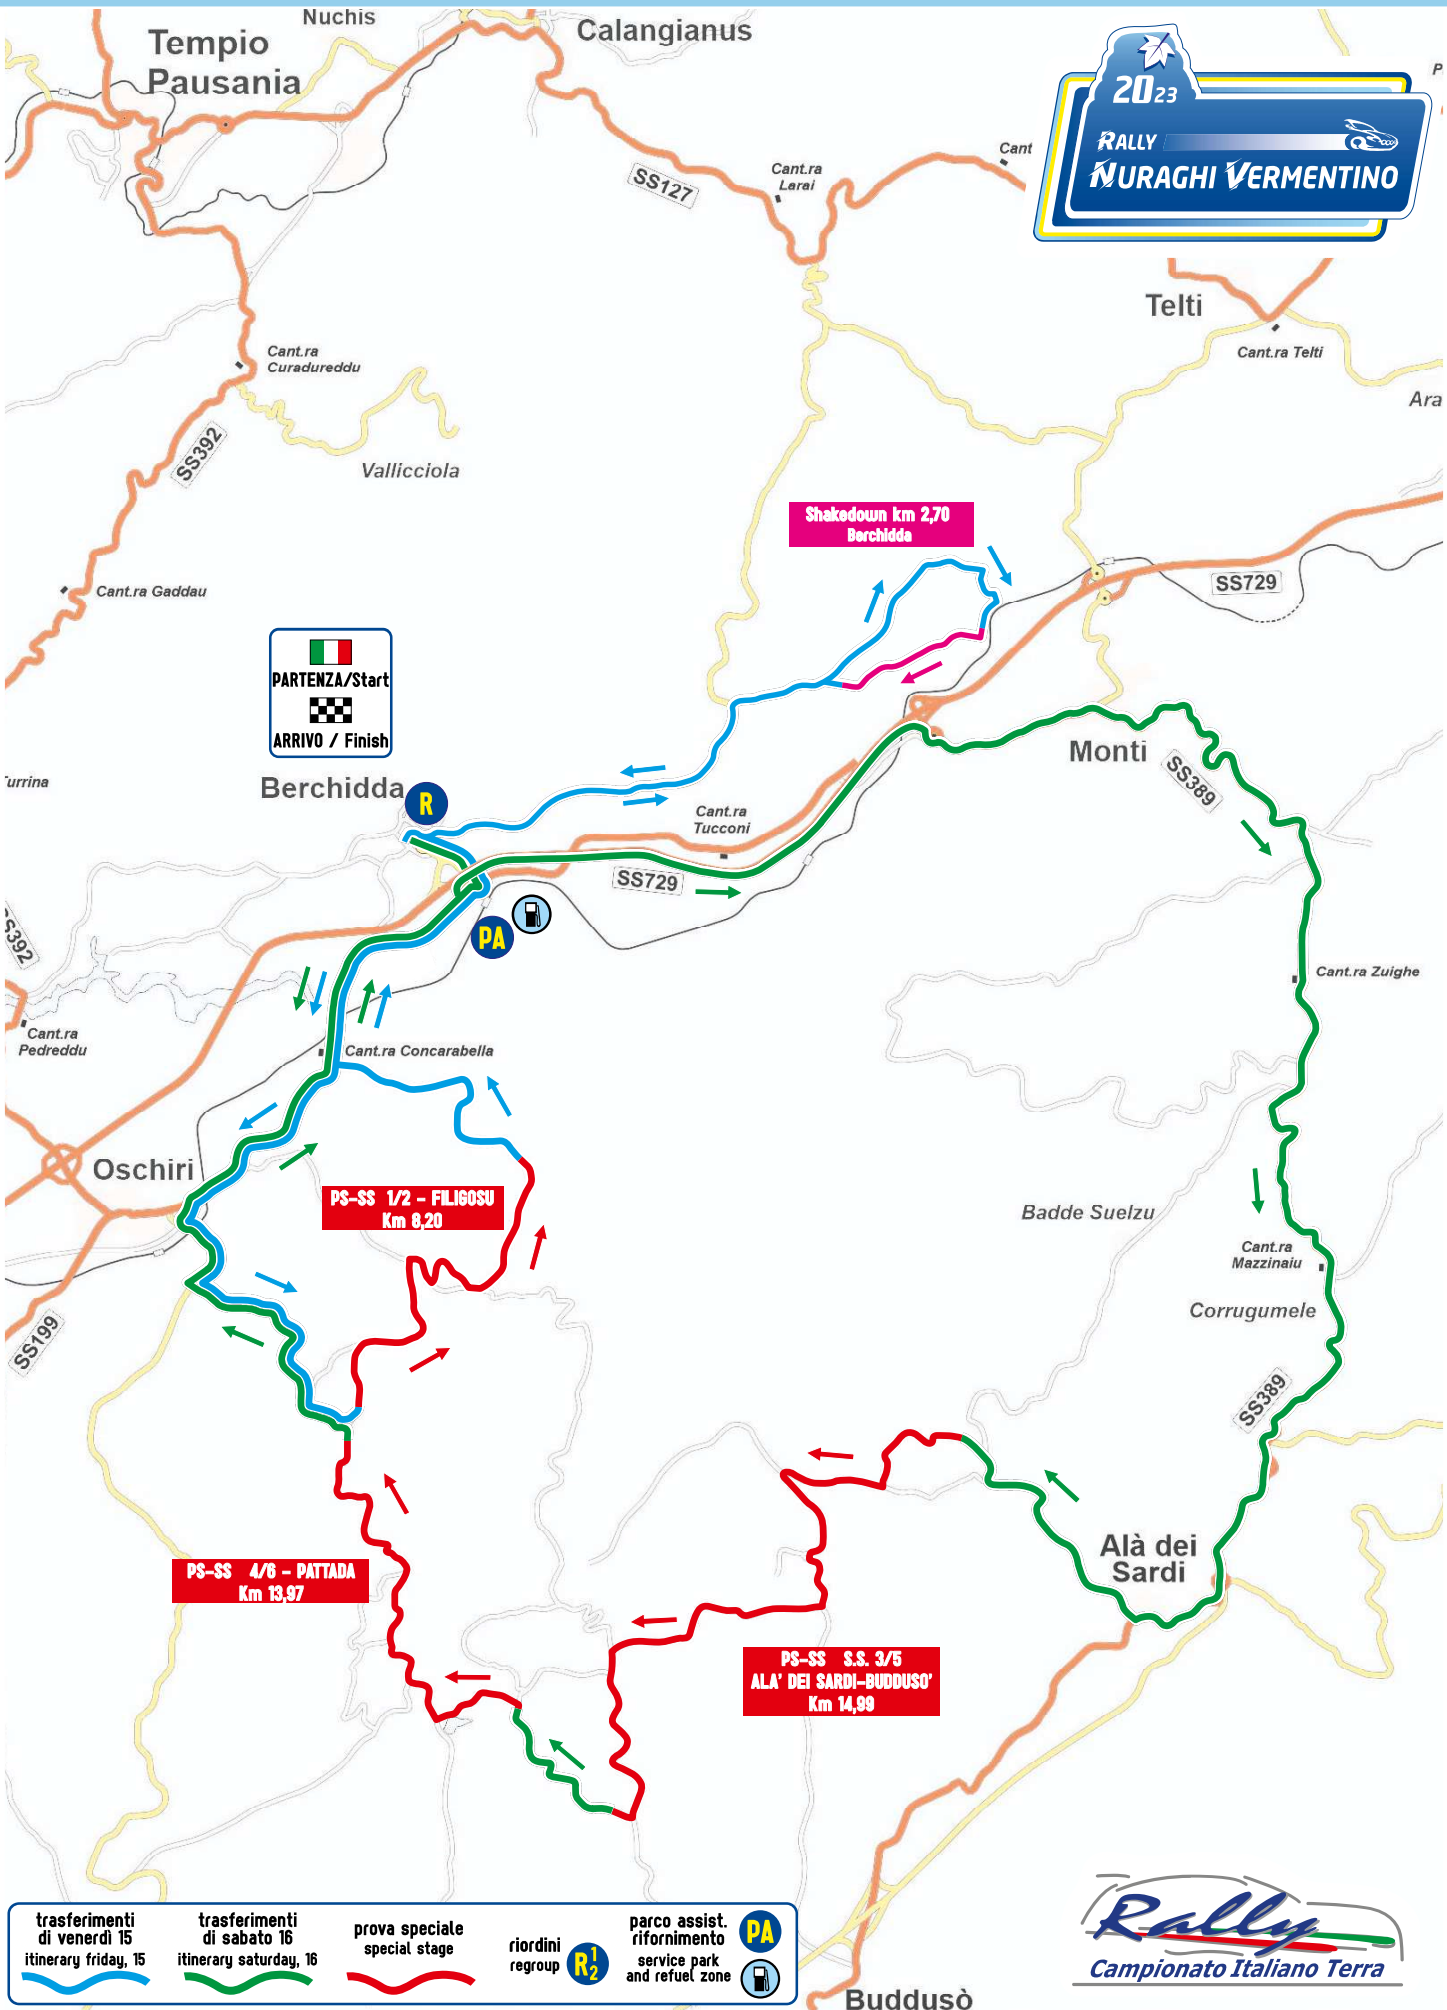 Nuchis
Calangianus
Tempio
Pausania
2023
RALLY
NURAGHI VERMENTINO
SS127
Cant.ra
Larai
Cant
P
Telti
Cant.ra Telti
Cant.ra
Curadureddu
Ara
SS392
Vallicciola
Shakedown km 2,70
Berchidda
SS729
Cant.ra Gaddau
PARTENZA/Start
ARRIVO / Finish
Monti
SS389
Berchidda
R
urrina
Cant.ra
Tucconi
SS729
PA
SS392
Cant.ra Zuighe
Cant.ra
Pedreddu
Cant.ra Concarabella
Oschiri
PS-SS 1/2 - FILIGOSU
Km 8,20
Badde Suelzu
Cant.ra
Mazzinaiu
Corrugumele
SS199
SS389
Alà dei
Sardi
PS-SS 4/6 - PATTADA
Km 13,97
PS-SS S.S. 3/5
ALA' DEI SARDI-BUDDUSO'
Km 14,99
trasferimenti
di venerdì 15
itinerary friday, 15
trasferimenti
di sabato 16
itinerary saturday, 16
prova speciale
special stage
riordini
regroup
R 1 2
parco assist.
rifornimento
service park
and refuel zone
PA
Rally
Campionato Italiano Terra
Buddusò